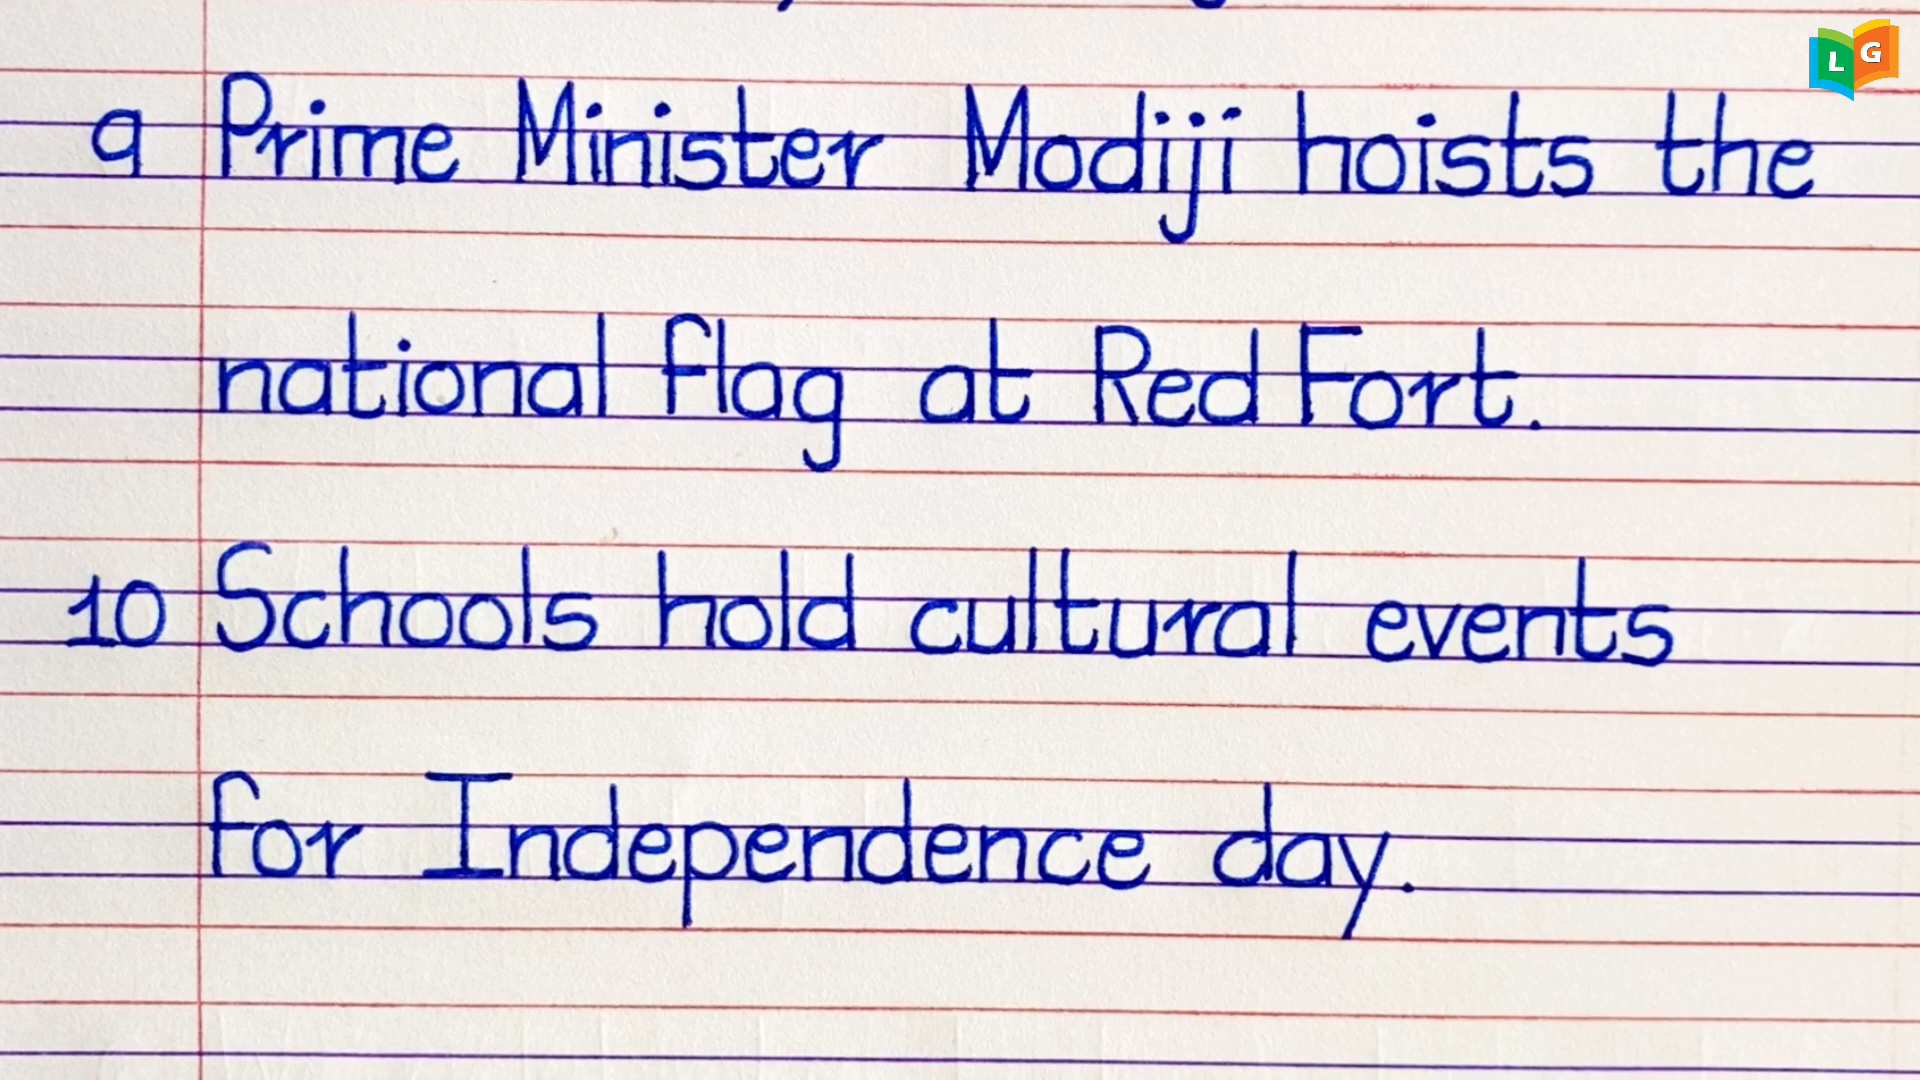 9 Prime Minister Modiji hoists the
national flag at Red Fort.
10 Schools hold cultural events
for Independence day.
L G